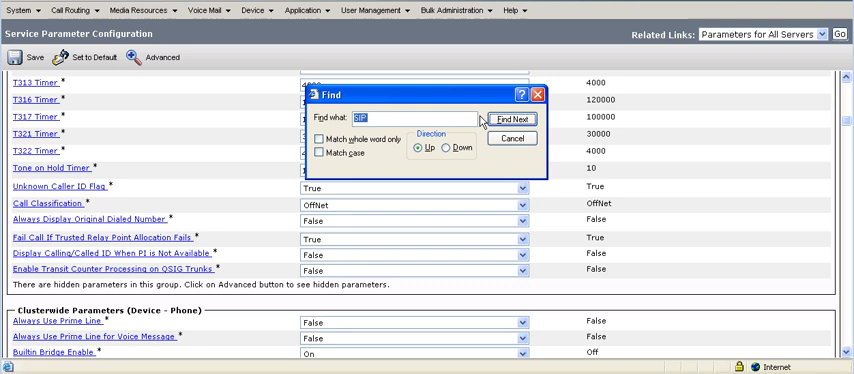 System Call Routing Media Resources Voice Mail Device Application User Management Bulk Administration Help
Service Parameter Configuration Related Links: Parameters for All Servers Go
Save Set to Default Advanced
T313 Timer * 4000
T316 Timer * 120000
T317 Timer * 100000
T321 Timer * 30000
T322 Timer * 4000
Tone on Hold Timer * 10
Find
Find what: SIP Find Next
Match whole word only Direction Cancel
Match case Up Down
Unknown Caller ID Flag * True True
Call Classification * OffNet OffNet
Always Display Original Dialed Number * False False
Fail Call If Trusted Relay Point Allocation Fails * True True
Display Calling/Called ID When PI is Not Available * False False
Enable Transit Counter Processing on QSIG Trunks * False False
There are hidden parameters in this group. Click on Advanced button to see hidden parameters.
Clusterwide Parameters (Device - Phone)
Always Use Prime Line * False False
Always Use Prime Line for Voice Message * False False
Builtin Bridge Enable * On Off
Internet